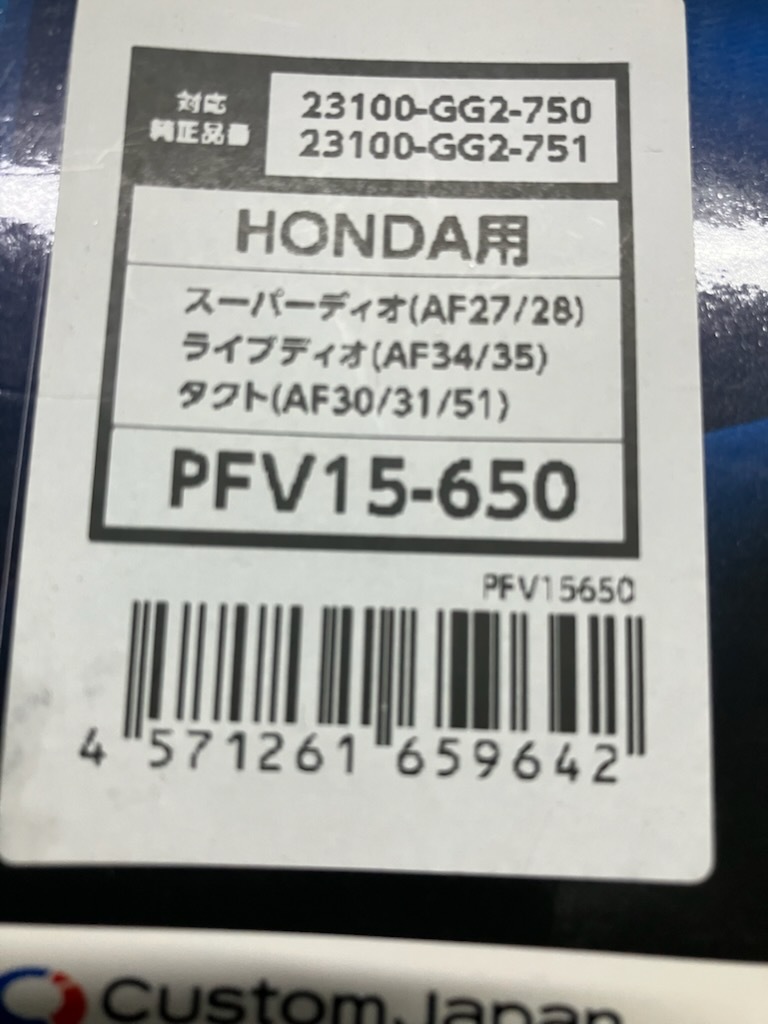 対応
純正品番
23100-GG2-750
23100-GG2-751
HONDA用
スーパーディオ(AF27/28)
ライブディオ(AF34/35)
タクト(AF30/31/51)
PFV15-650
PFV15650
4 571261 659642
Custom Japan